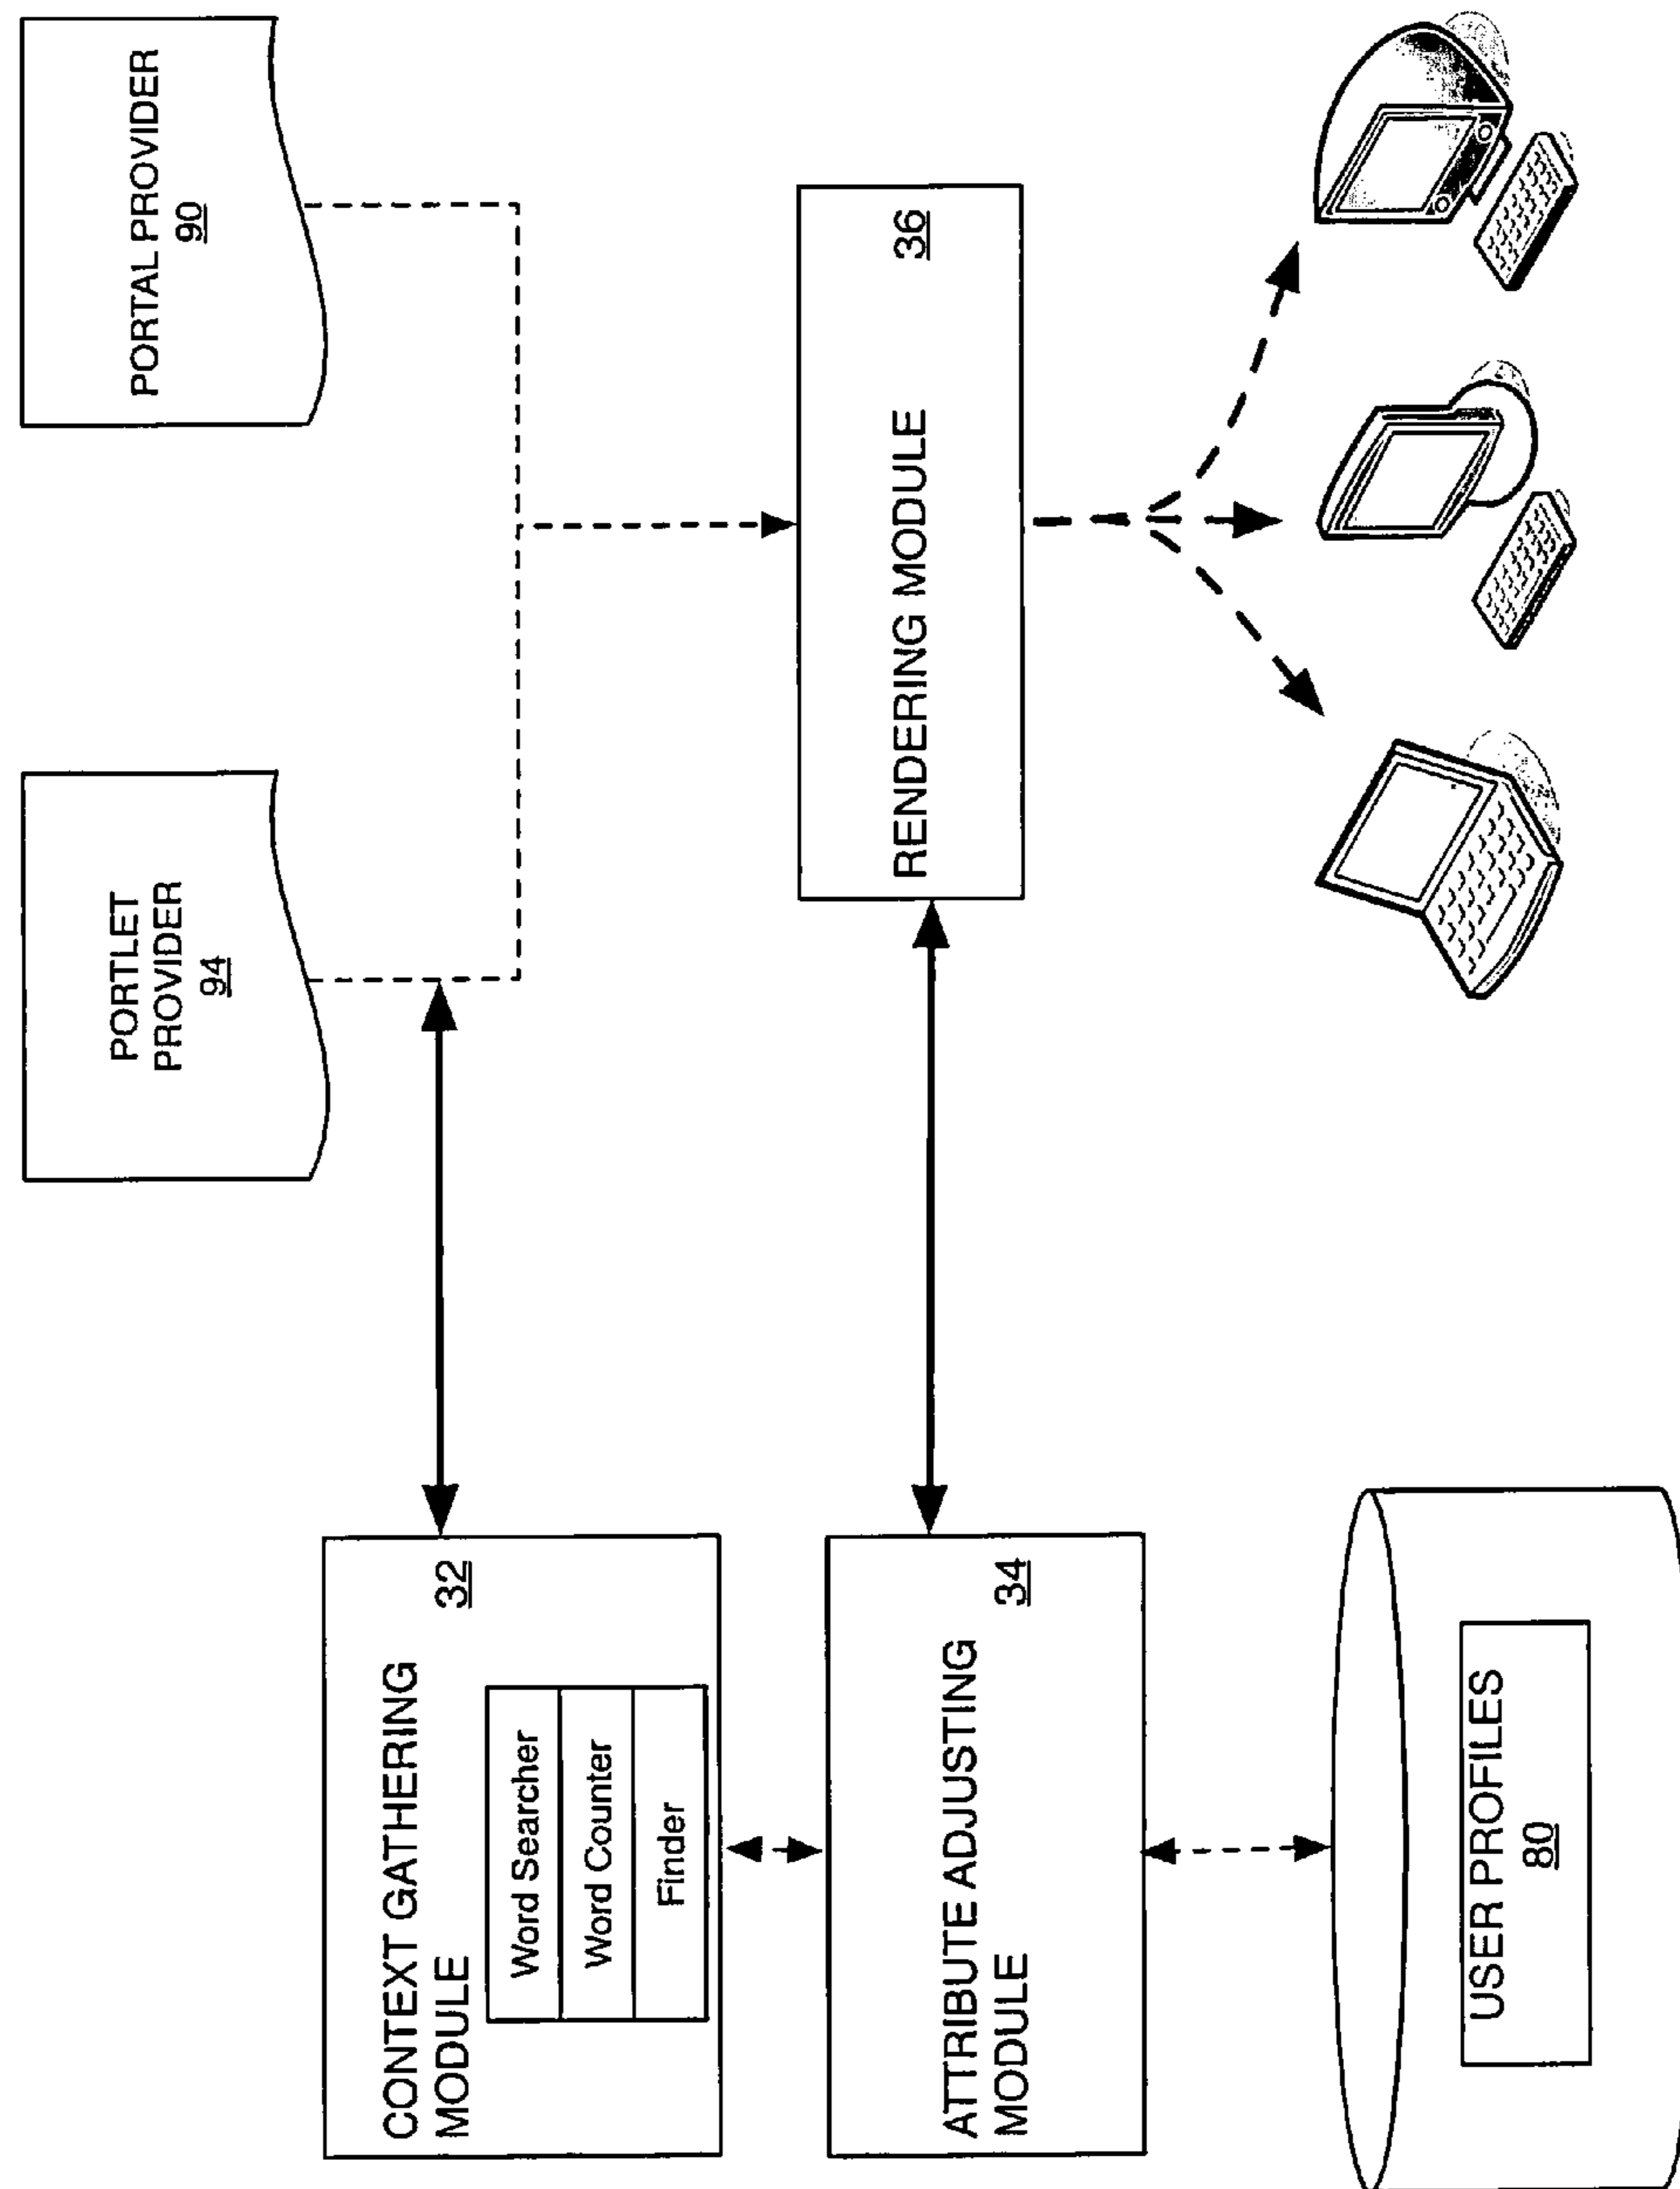 PORTLET
PROVIDER
94
PORTAL PROVIDER
90
CONTEXT GATHERING
MODULE
32
Word Searcher
Word Counter
Finder
ATTRIBUTE ADJUSTING
MODULE
34
RENDERING MODULE
36
USER PROFILES
80